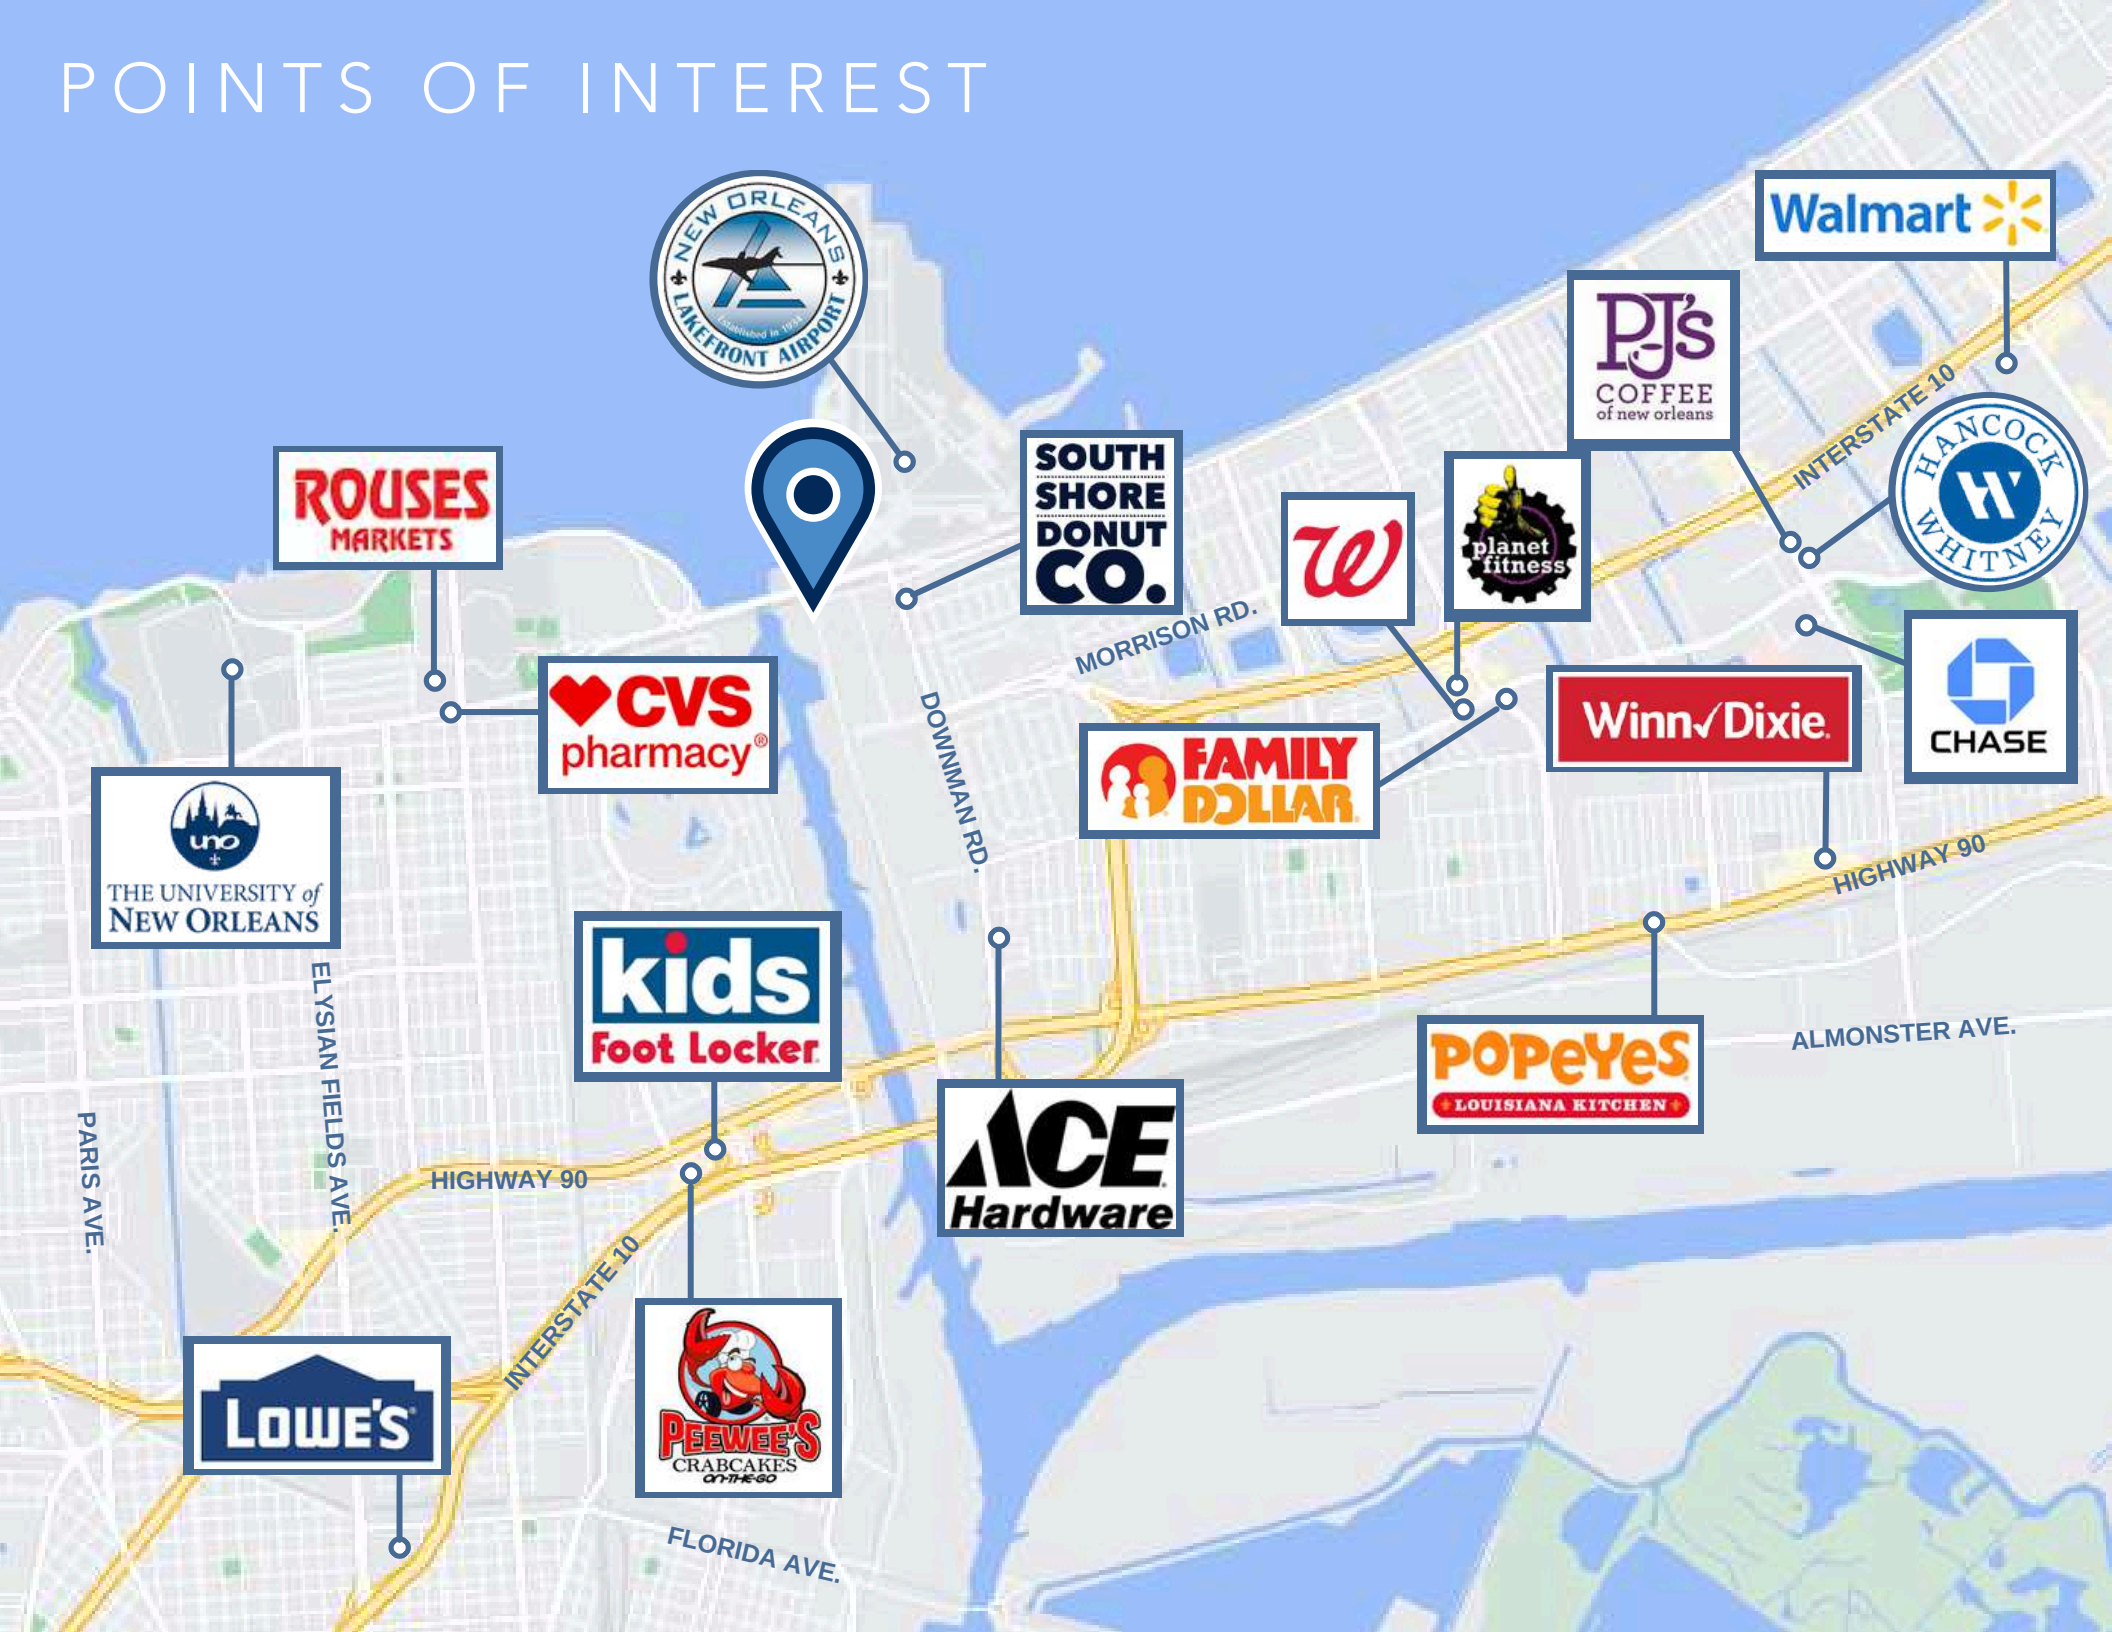 POINTS OF INTEREST
NEW ORLEANS
LAKEFRONT AIRPORT
Established in 1934
Walmart
PJ's
COFFEE
of new orleans
INTERSTATE 10
HANCOCK
WHITNEY
ROUSES
MARKETS
SOUTH
SHORE
DONUT
CO.
W
planet
fitness
MORRISON RD.
CVS
pharmacy®
DOWNMAN RD.
FAMILY
DOLLAR
Winn✓Dixie
CHASE
uno
THE UNIVERSITY of
NEW ORLEANS
HIGHWAY 90
kids
Foot Locker
ELYSIAN FIELDS AVE.
POPEYES
LOUISIANA KITCHEN
ALMONSTER AVE.
PARIS AVE.
HIGHWAY 90
ACE
Hardware
INTERSTATE 10
LOWE'S
PEEWEE'S
CRABCAKES
ON-THE-GO
FLORIDA AVE.